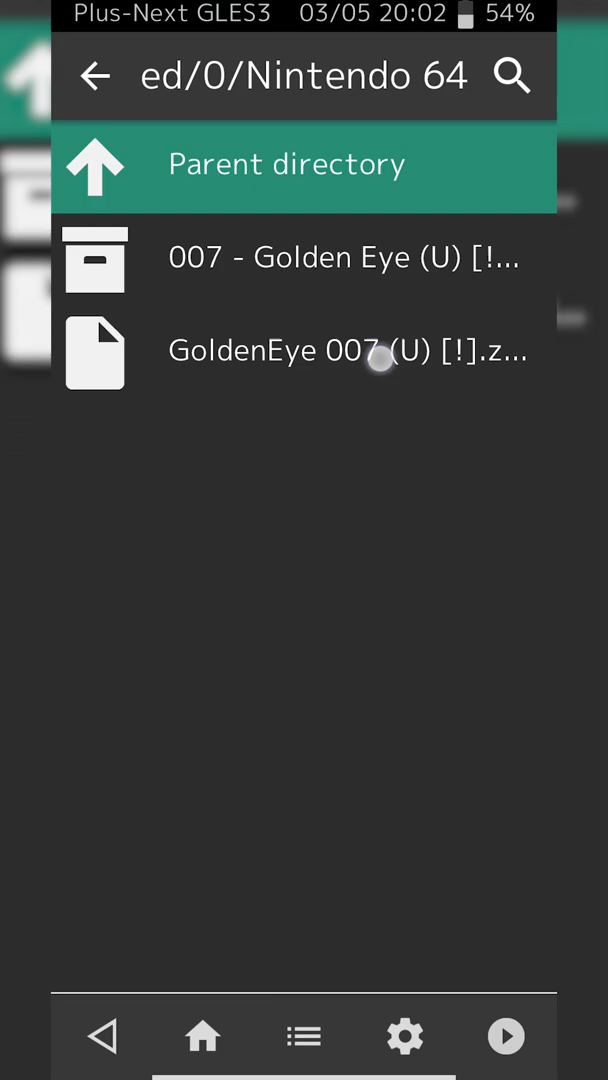 Plus-Next GLES3 03/05 20:02 54%
ed/0/Nintendo 64
Parent directory
007 - Golden Eye (U) [!...
GoldenEye 007 (U) [!].z...